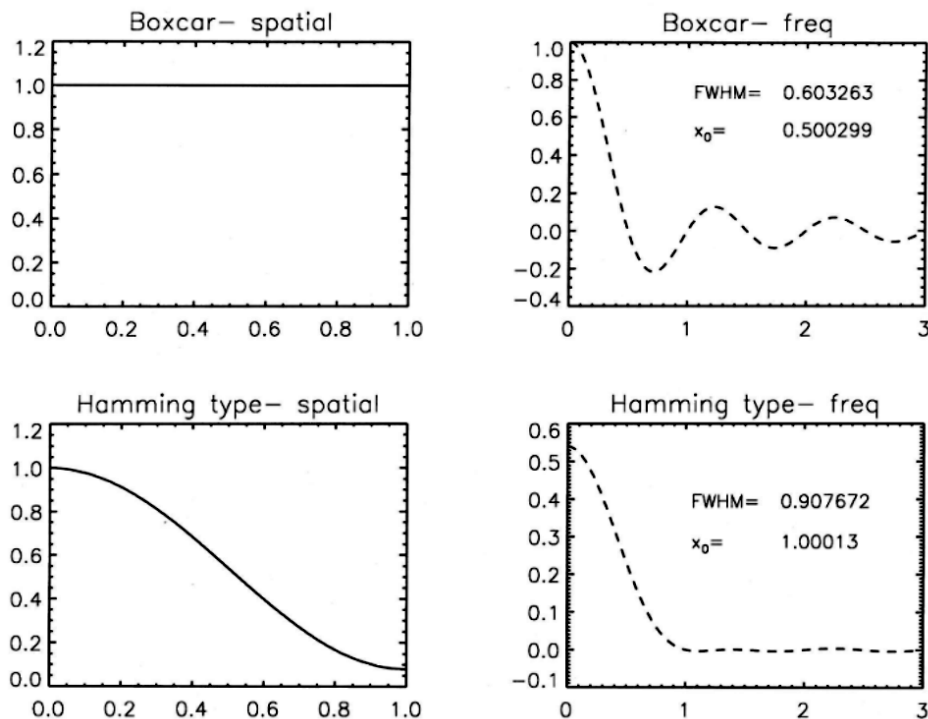 Boxcar– spatial
1.2
1.0
0.8
0.6
0.4
0.2
0.0
0.0 0.2 0.4 0.6 0.8 1.0
Boxcar– freq
1.0
0.8
0.6
0.4
0.2
0.0
−0.2
−0.4
FWHM= 0.603263
x₀= 0.500299
0 1 2 3
Hamming type– spatial
1.2
1.0
0.8
0.6
0.4
0.2
0.0
0.0 0.2 0.4 0.6 0.8 1.0
Hamming type– freq
0.6
0.5
0.4
0.3
0.2
0.1
0.0
−0.1
FWHM= 0.907672
x₀= 1.00013
0 1 2 3